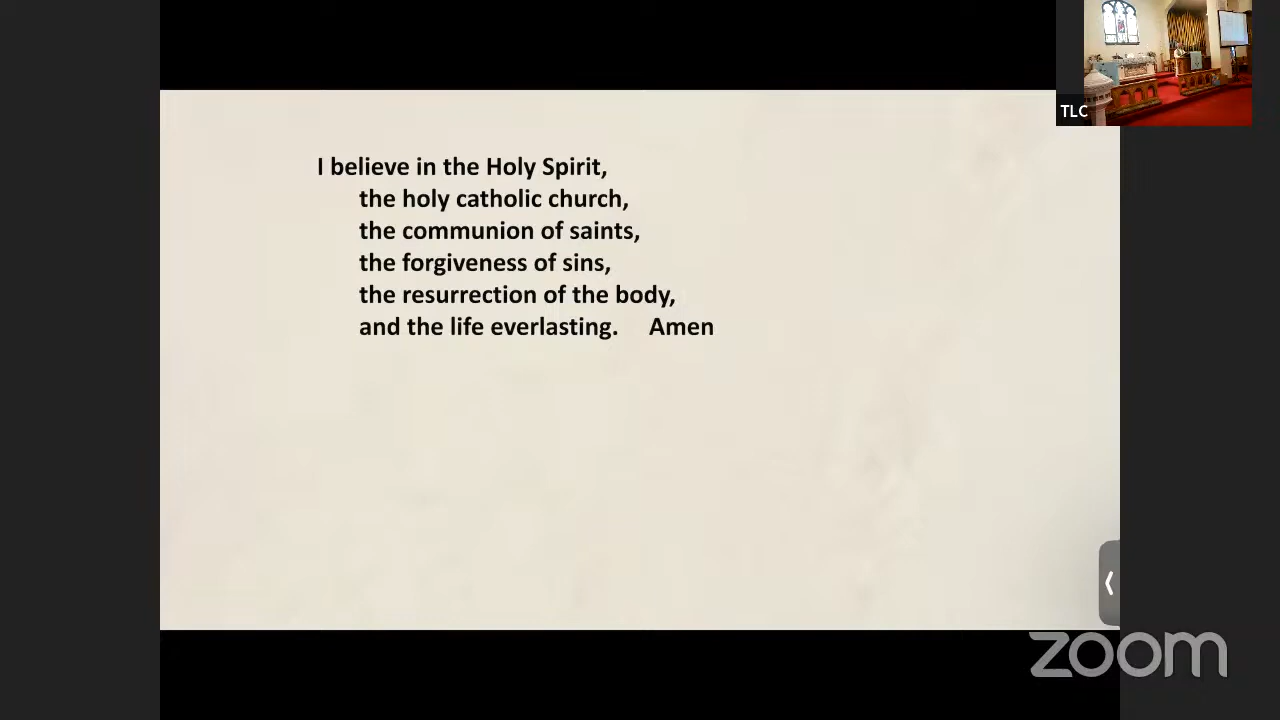 TLC
I believe in the Holy Spirit,
the holy catholic church,
the communion of saints,
the forgiveness of sins,
the resurrection of the body,
and the life everlasting. Amen
zoom